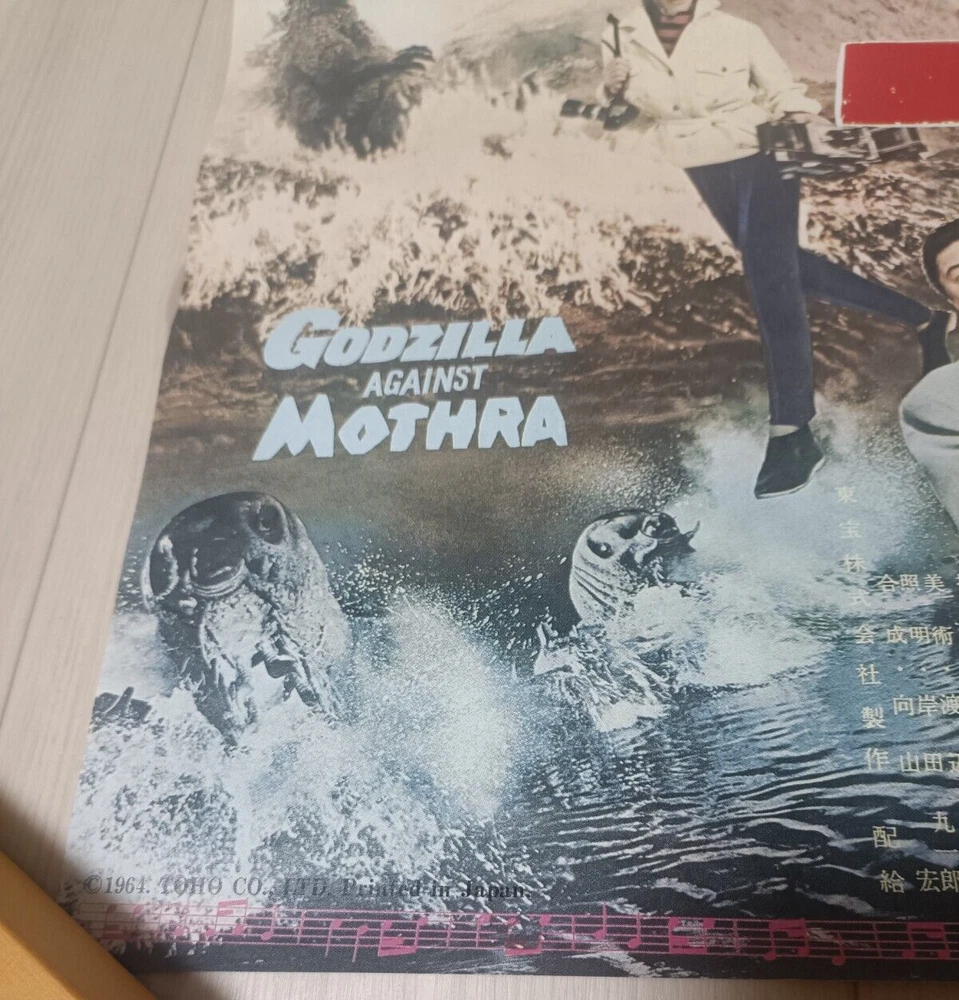 GODZILLA
AGAINST
MOTHRA
東宝株式会社製作
配給
合成・向山宏
照明・岸田九郎
美術・渡
©1964. TOHO CO., LTD. Printed in Japan.